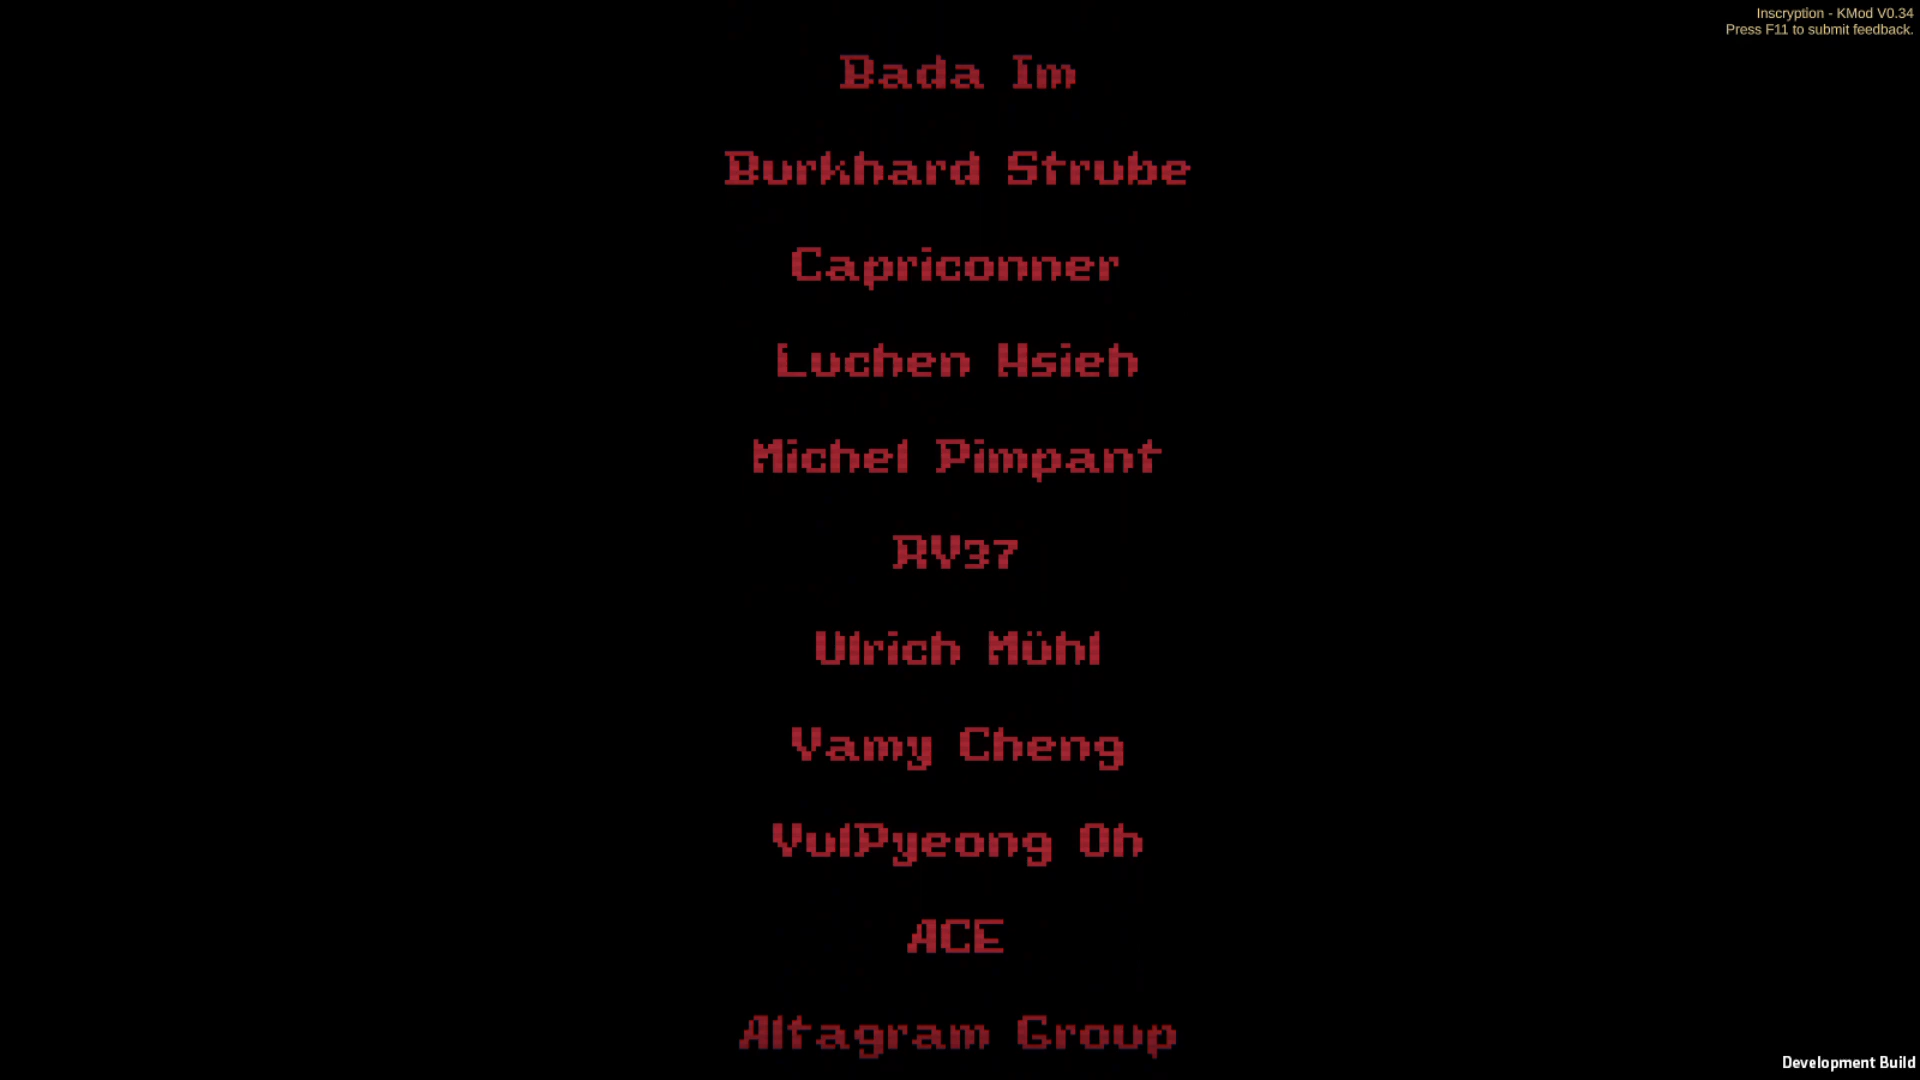 Inscryption - KMod V0.34
Press F11 to submit feedback.
Bada Im
Burkhard Strube
Capriconner
Luchen Hsieh
Michel Pimpant
RV37
Ulrich Mühl
Vamy Cheng
VulPyeong Oh
ACE
Altagram Group
Development Build